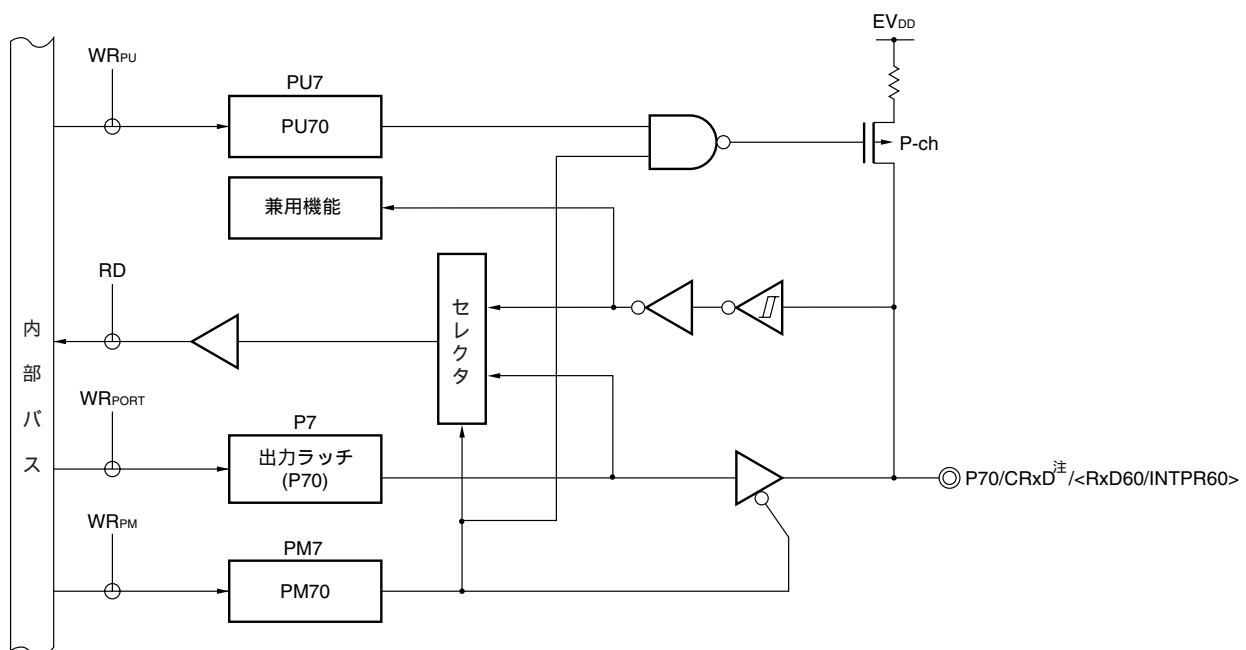 EVDD
WRPU
PU7
PU70
P-ch
兼用機能
RD
セレクタ
内部バス
WRPORT
P7
出力ラッチ
(P70)
P70/CRxD注/<RxD60/INTPR60>
WRPM
PM7
PM70